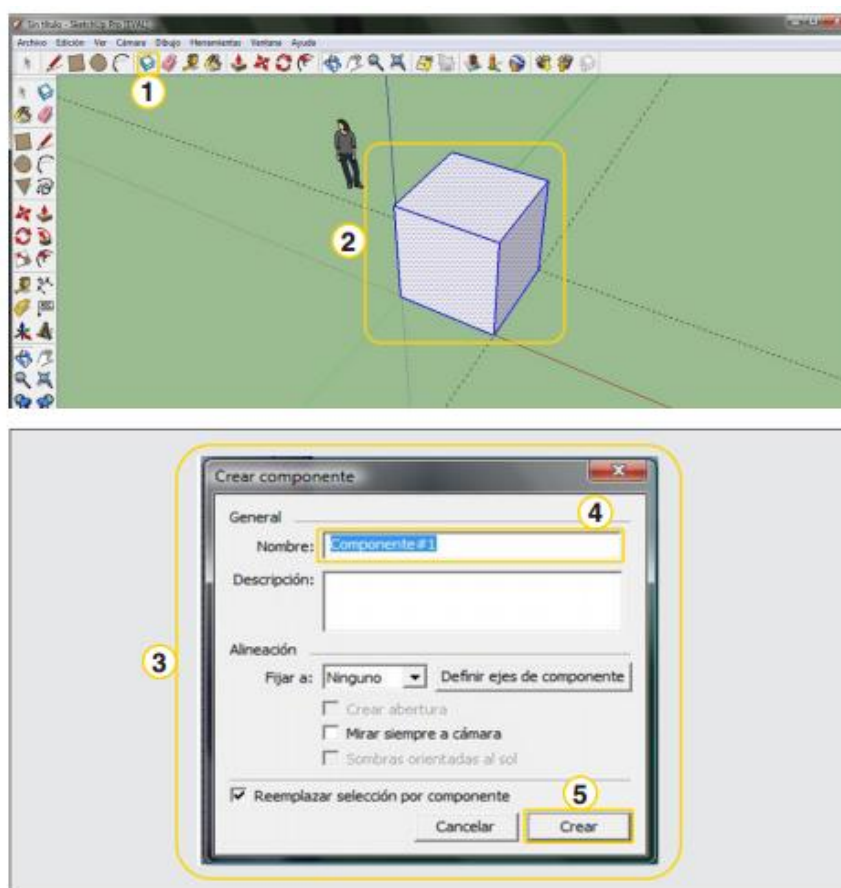 Sin título - SketchUp Pro (EVAL)
Archivo Edición Ver Cámara Dibujo Herramientas Ventana Ayuda
1
2
Crear componente
General
4
Nombre: Componente#1
Descripción:
Alineación
3
Fijar a: Ninguno Definir ejes de componente
Crear abertura
Mirar siempre a cámara
Sombras orientadas al sol
Reemplazar selección por componente
5
Cancelar Crear